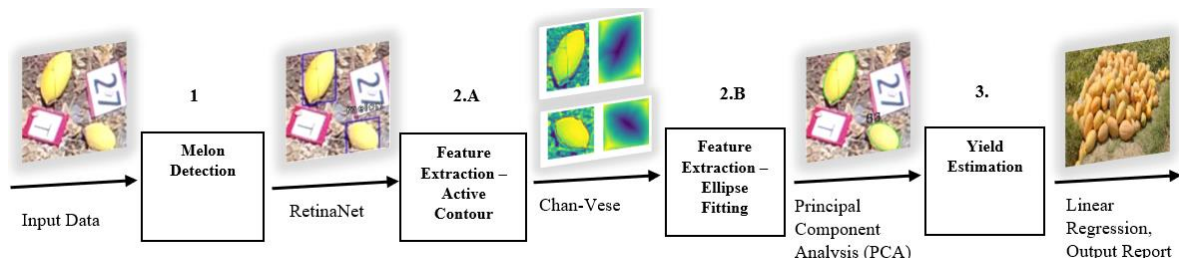 1
Melon
Detection
2.A
Feature
Extraction –
Active
Contour
2.B
Feature
Extraction –
Ellipse
Fitting
3.
Yield
Estimation
Input Data
RetinaNet
Chan-Vese
Principal
Component
Analysis (PCA)
Linear
Regression,
Output Report
27
T
27
T
27
T